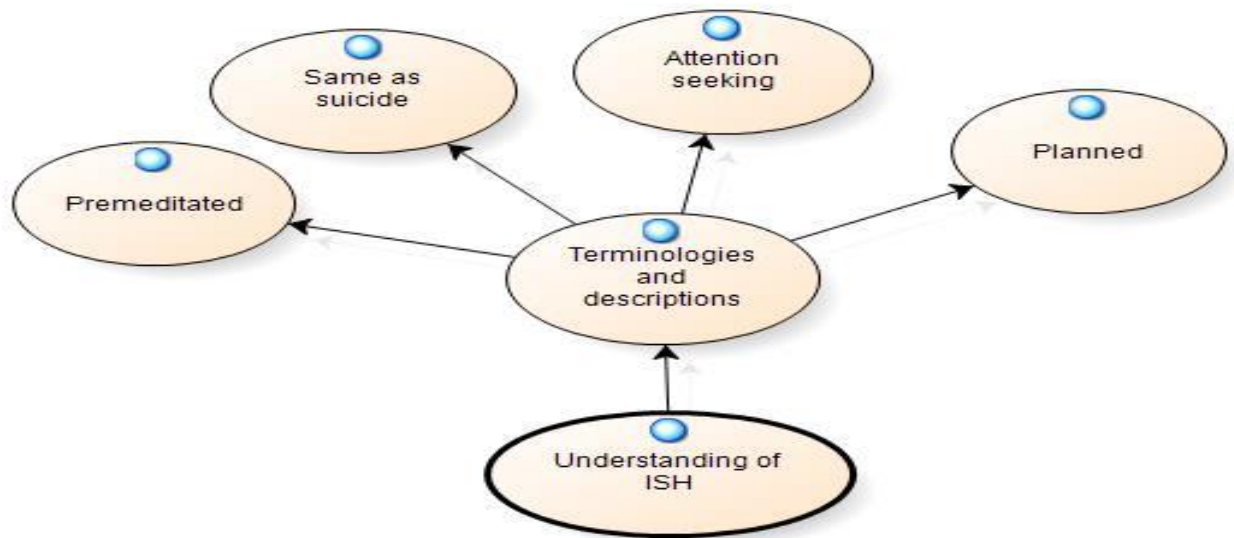 Same as
suicide
Attention
seeking
Premeditated
Planned
Terminologies
and
descriptions
Understanding of
ISH